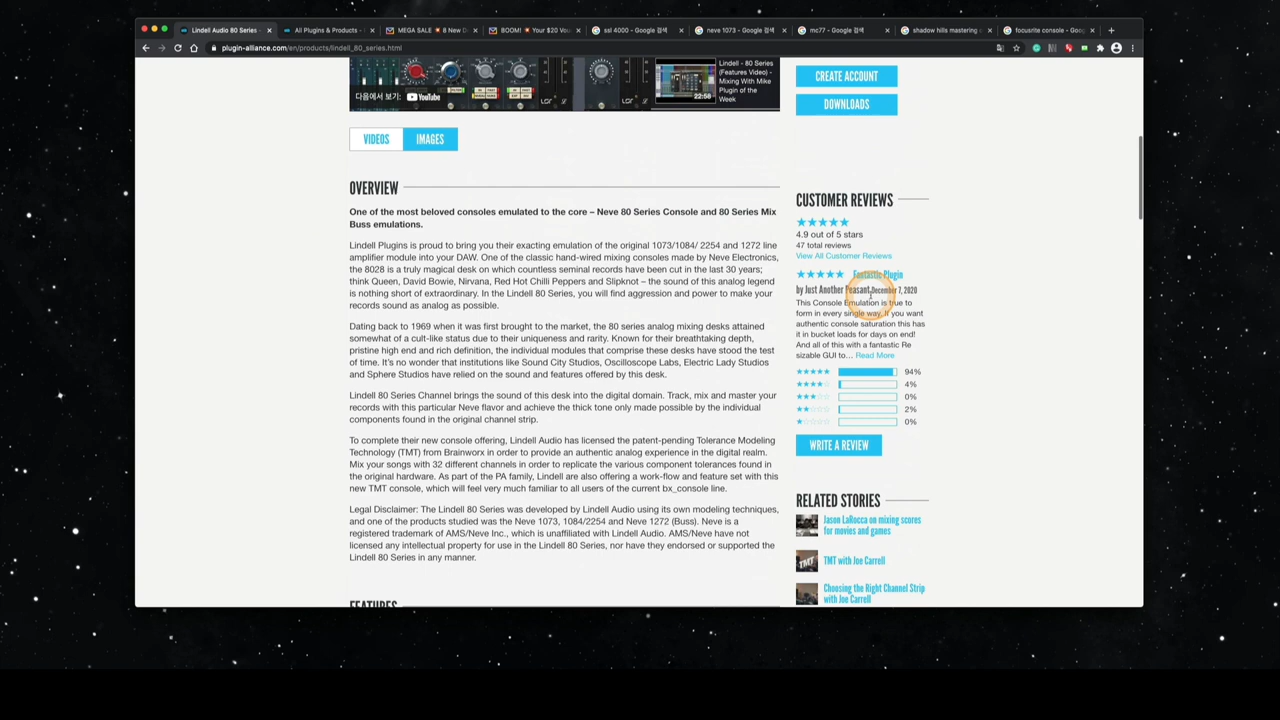 Lindell Audio 80 Series -
All Plugins & Products -
MEGA SALE 💥 8 New D
BOOM! 💥 Your $20 Vou
ssl 4000 - Google 검색
neve 1073 - Google 검색
mc77 - Google 검색
shadow hills mastering
focusrite console - Goog
plugin-alliance.com/en/products/lindell_80_series.html
다음에서 보기: YouTube
Lindell - 80 Series
(Features Video) -
Mixing With Mike
Plugin of the
Week
22:58
VIDEOS
IMAGES
OVERVIEW
One of the most beloved consoles emulated to the core – Neve 80 Series Console and 80 Series Mix
Buss emulations.
Lindell Plugins is proud to bring you their exacting emulation of the original 1073/1084/ 2254 and 1272 line
amplifier module into your DAW. One of the classic hand-wired mixing consoles made by Neve Electronics,
the 8028 is a truly magical desk on which countless seminal records have been cut in the last 30 years;
think Queen, David Bowie, Nirvana, Red Hot Chilli Peppers and Slipknot – the sound of this analog legend
is nothing short of extraordinary. In the Lindell 80 Series, you will find aggression and power to make your
records sound as analog as possible.
Dating back to 1969 when it was first brought to the market, the 80 series analog mixing desks attained
somewhat of a cult-like status due to their uniqueness and rarity. Known for their breathtaking depth,
pristine high end and rich definition, the individual modules that comprise these desks have stood the test
of time. It's no wonder that institutions like Sound City Studios, Oscilloscope Labs, Electric Lady Studios
and Sphere Studios have relied on the sound and features offered by this desk.
Lindell 80 Series Channel brings the sound of this desk into the digital domain. Track, mix and master your
records with this particular Neve flavor and achieve the thick tone only made possible by the individual
components found in the original channel strip.
To complete their new console offering, Lindell Audio has licensed the patent-pending Tolerance Modeling
Technology (TMT) from Brainworx in order to provide an authentic analog experience in the digital realm.
Mix your songs with 32 different channels in order to replicate the various component tolerances found in
the original hardware. As part of the PA family, Lindell are also offering a work-flow and feature set with this
new TMT console, which will feel very much familiar to all users of the current bx_console line.
Legal Disclaimer: The Lindell 80 Series was developed by Lindell Audio using its own modeling techniques,
and one of the products studied was the Neve 1073, 1084/2254 and Neve 1272 (Buss). Neve is a
registered trademark of AMS/Neve Inc., which is unaffiliated with Lindell Audio. AMS/Neve have not
licensed any intellectual property for use in the Lindell 80 Series, nor have they endorsed or supported the
Lindell 80 Series in any manner.
FEATURES
CREATE ACCOUNT
DOWNLOADS
CUSTOMER REVIEWS
4.9 out of 5 stars
47 total reviews
View All Customer Reviews
Fantastic Plugin
by Just Another Peasant December 7, 2020
This Console Emulation is true to
form in every single way. If you want
authentic console saturation this has
it in bucket loads for days on end!
And all of this with a fantastic Re
sizable GUI to... Read More
94%
4%
0%
2%
0%
WRITE A REVIEW
RELATED STORIES
Jason LaRocca on mixing scores
for movies and games
TMT
TMT with Joe Carrell
Choosing the Right Channel Strip
with Joe Carrell